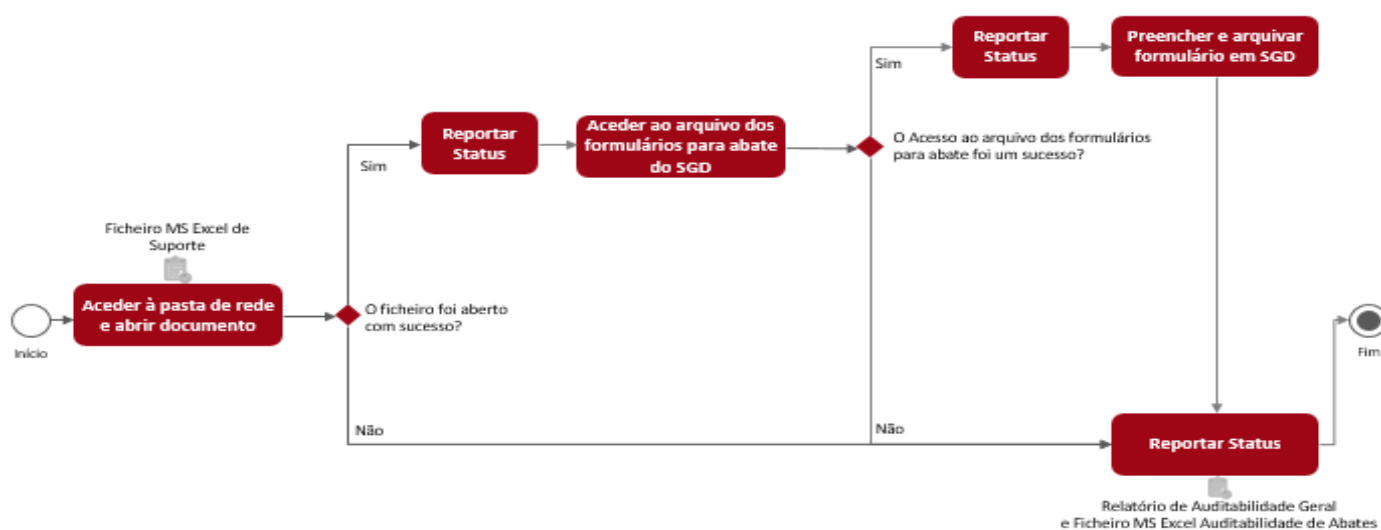 Reportar
Status
Preencher e arquivar
formulário em SGD
Sim
Reportar
Status
Aceder ao arquivo dos
formulários para abate
do SGD
O Acesso ao arquivo dos formulários
para abate foi um sucesso?
Sim
Ficheiro MS Excel de
Suporte
Aceder à pasta de rede
e abrir documento
O ficheiro foi aberto
com sucesso?
Início
Fim
Não
Não
Reportar Status
Relatório de Auditabilidade Geral
e Ficheiro MS Excel Auditabilidade de Abates